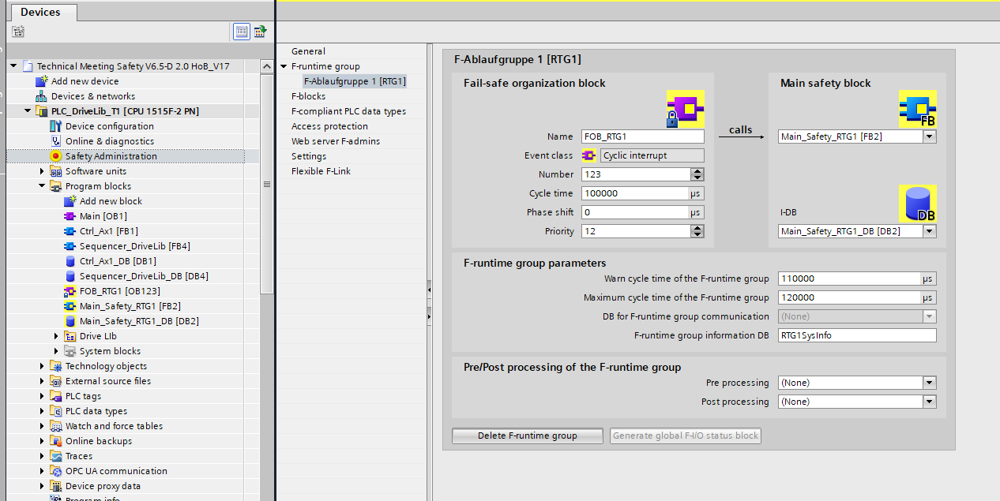 Devices
Technical Meeting Safety V6.5-D 2.0 HoB_V17
Add new device
Devices & networks
PLC_DriveLib_T1 [CPU 1515F-2 PN]
Device configuration
Online & diagnostics
Safety Administration
Software units
Program blocks
Add new block
Main [OB1]
Ctrl_Ax1 [FB1]
Sequencer_DriveLib [FB4]
Ctrl_Ax1_DB [DB1]
Sequencer_DriveLib_DB [DB4]
FOB_RTG1 [OB123]
Main_Safety_RTG1 [FB2]
Main_Safety_RTG1_DB [DB2]
Drive LIb
System blocks
Technology objects
External source files
PLC tags
PLC data types
Watch and force tables
Online backups
Traces
OPC UA communication
Device proxy data
Program info
General
F-runtime group
F-Ablaufgruppe 1 [RTG1]
F-blocks
F-compliant PLC data types
Access protection
Web server F-admins
Settings
Flexible F-Link
F-Ablaufgruppe 1 [RTG1]
Fail-safe organization block
Name FOB_RTG1
Event class Cyclic interrupt
Number 123
Cycle time 100000 µs
Phase shift 0 µs
Priority 12
calls
Main safety block
FB
Main_Safety_RTG1 [FB2]
DB
I-DB
Main_Safety_RTG1_DB [DB2]
F-runtime group parameters
Warn cycle time of the F-runtime group 110000 µs
Maximum cycle time of the F-runtime group 120000 µs
DB for F-runtime group communication (None)
F-runtime group information DB RTG1SysInfo
Pre/Post processing of the F-runtime group
Pre processing (None)
Post processing (None)
Delete F-runtime group
Generate global F-I/O status block